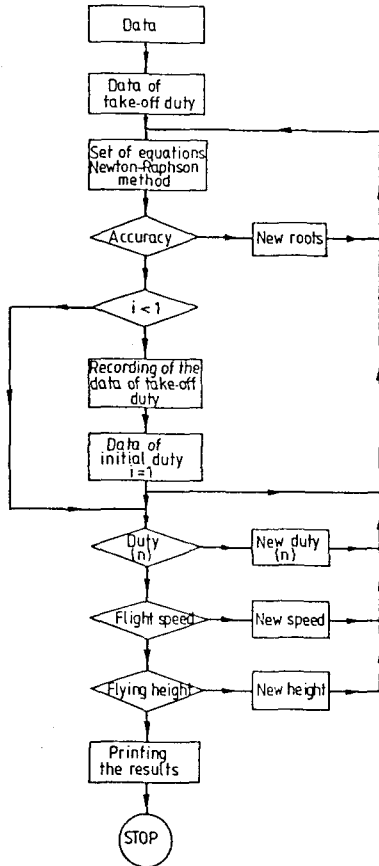 Data
Data of
take-off duty
Set of equations
Newton-Raphson
method
Accuracy
New roots
i < 1
Recording of the
data of take-off
duty
Data of
initial duty
i=1
Duty
(n)
New duty
(n)
Flight speed
New speed
Flying height
New height
Printing
the results
STOP